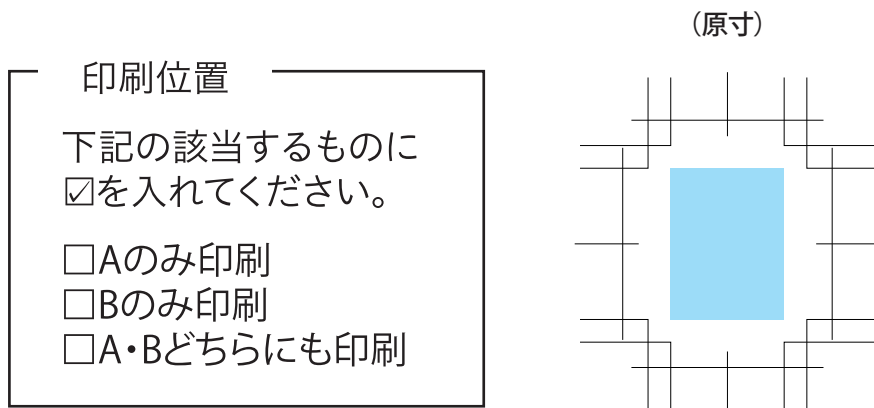 (原寸)
印刷位置
下記の該当するものに
☑を入れてください。
□Aのみ印刷
□Bのみ印刷
□A・Bどちらにも印刷